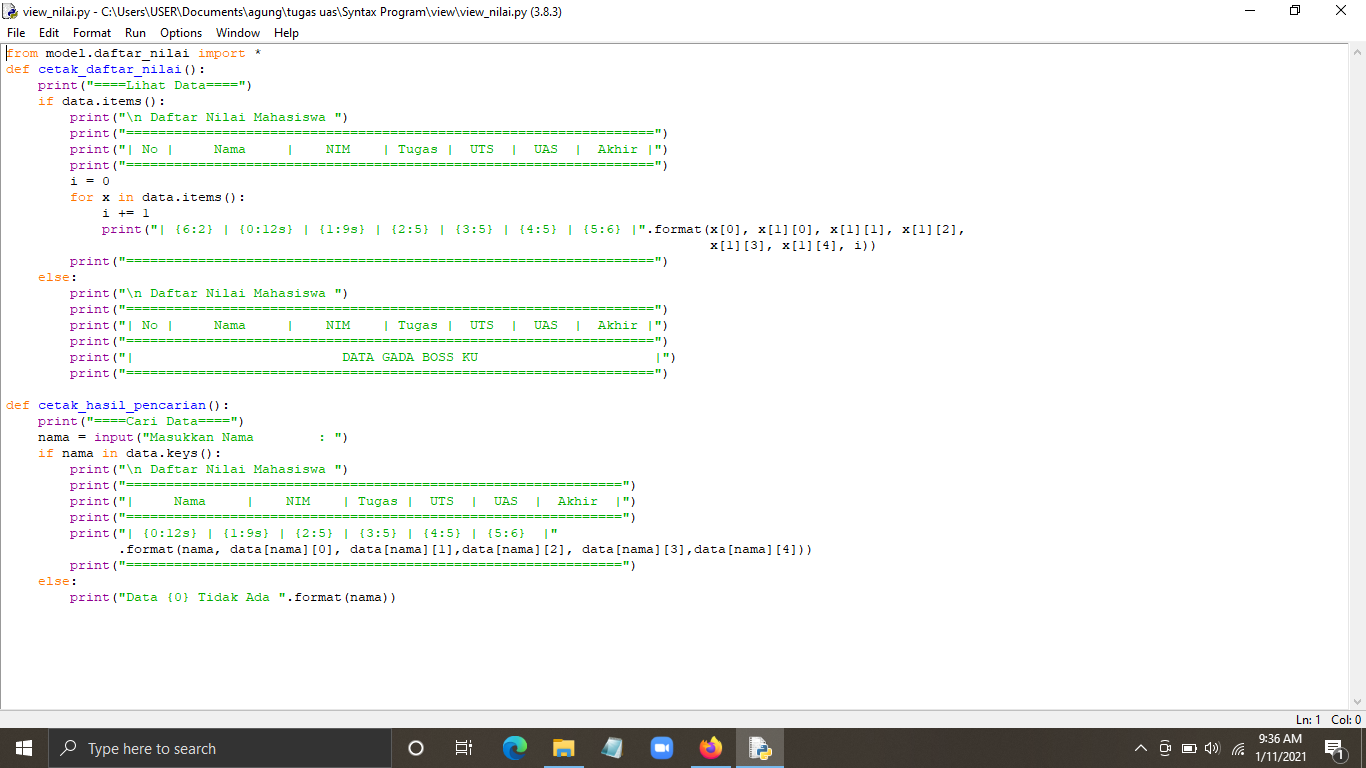 view_nilai.py - C:\Users\USER\Documents\agung\tugas uas\Syntax Program\view\view_nilai.py (3.8.3)
File Edit Format Run Options Window Help
from model.daftar_nilai import *
def cetak_daftar_nilai():
    print("====Lihat Data====")
    if data.items():
        print("\n Daftar Nilai Mahasiswa ")
        print("==================================================================")
        print("| No |     Nama     |    NIM    | Tugas |  UTS  |  UAS  |  Akhir |")
        print("==================================================================")
        i = 0
        for x in data.items():
            i += 1
            print("| {6:2} | {0:12s} | {1:9s} | {2:5} | {3:5} | {4:5} | {5:6} |".format(x[0], x[1][0], x[1][1], x[1][2],
                                                                                        x[1][3], x[1][4], i))
        print("==================================================================")
    else:
        print("\n Daftar Nilai Mahasiswa ")
        print("==================================================================")
        print("| No |     Nama     |    NIM    | Tugas |  UTS  |  UAS  |  Akhir |")
        print("==================================================================")
        print("|                          DATA GADA BOSS KU                      |")
        print("==================================================================")

def cetak_hasil_pencarian():
    print("====Cari Data====")
    nama = input("Masukkan Nama        : ")
    if nama in data.keys():
        print("\n Daftar Nilai Mahasiswa ")
        print("==============================================================")
        print("|     Nama     |    NIM    | Tugas |  UTS  |  UAS  |  Akhir  |")
        print("==============================================================")
        print("| {0:12s} | {1:9s} | {2:5} | {3:5} | {4:5} | {5:6}  |"
              .format(nama, data[nama][0], data[nama][1],data[nama][2], data[nama][3],data[nama][4]))
        print("==============================================================")
    else:
        print("Data {0} Tidak Ada ".format(nama))
Ln: 1 Col: 0
Type here to search
9:36 AM
1/11/2021
1